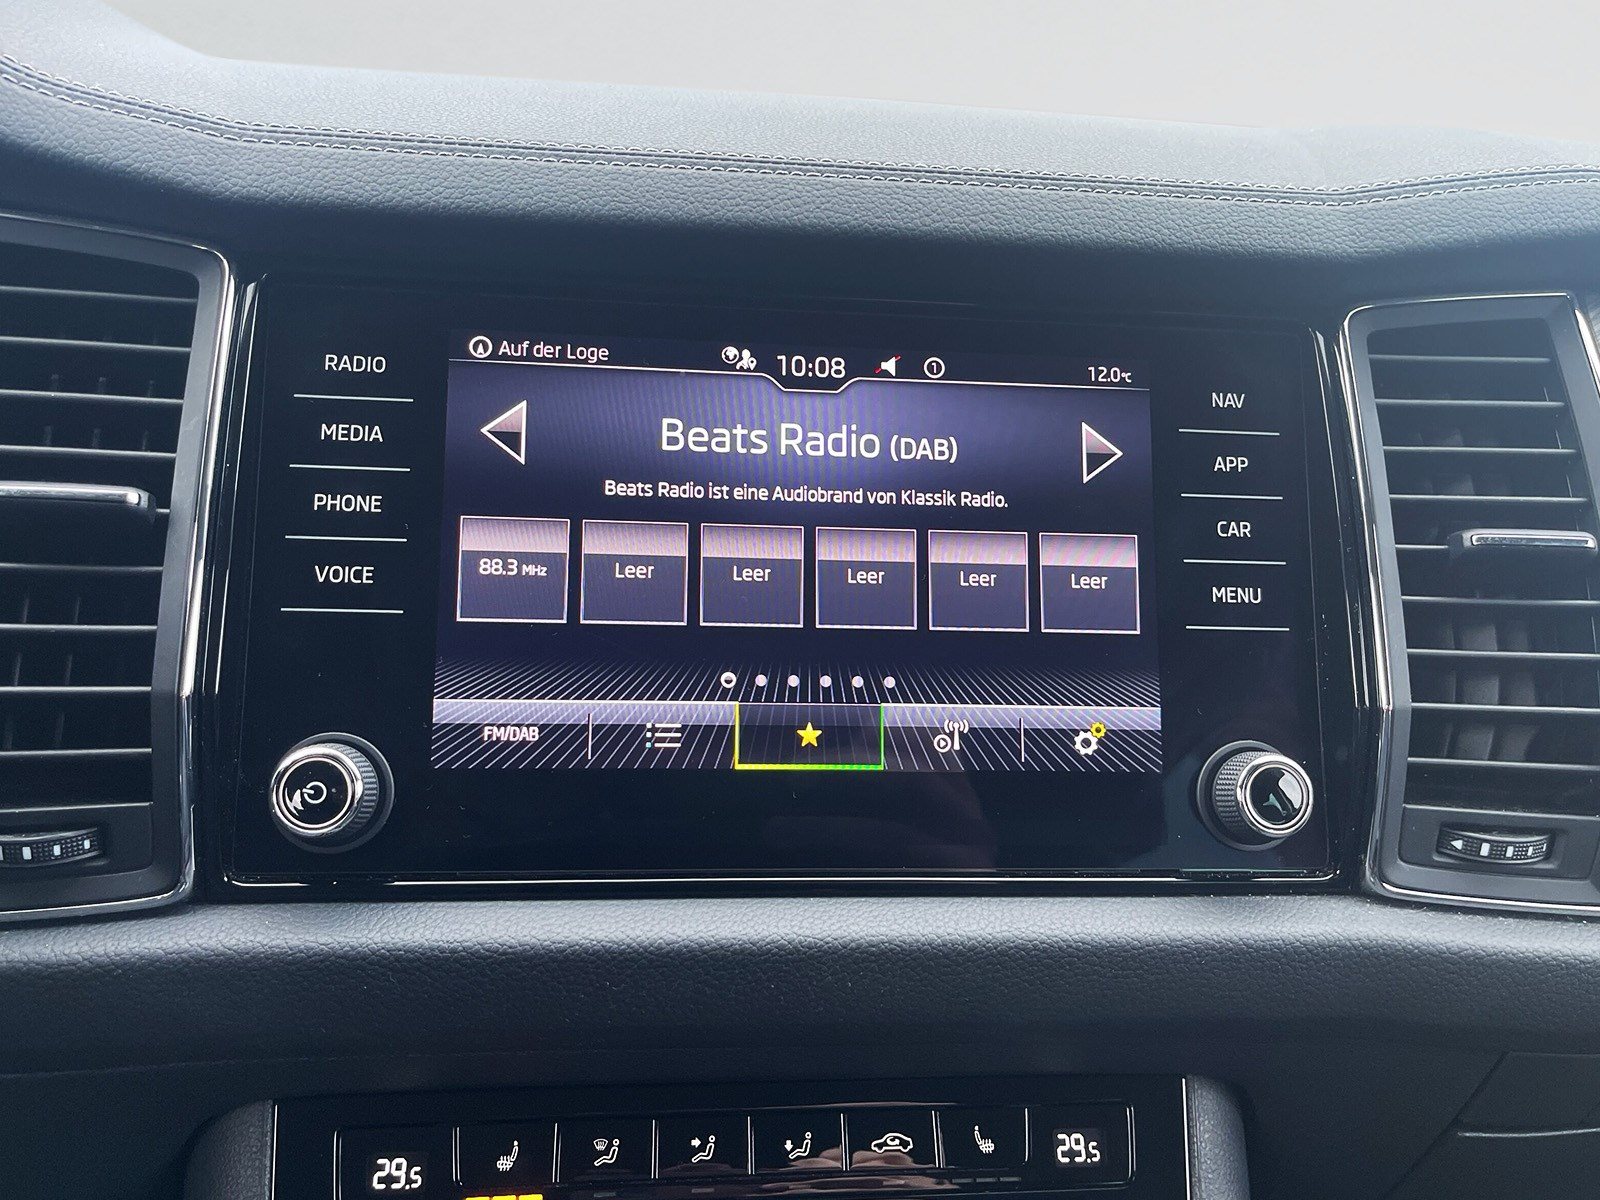 RADIO
MEDIA
PHONE
VOICE
Auf der Loge
10:08
1
12.0°C
Beats Radio (DAB)
Beats Radio ist eine Audiobrand von Klassik Radio.
88.3 MHz
Leer
Leer
Leer
Leer
Leer
FM/DAB
NAV
APP
CAR
MENU
29.5
29.5